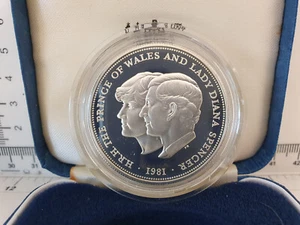 H.R.H. THE PRINCE OF WALES AND LADY DIANA SPENCER
· 1981 ·